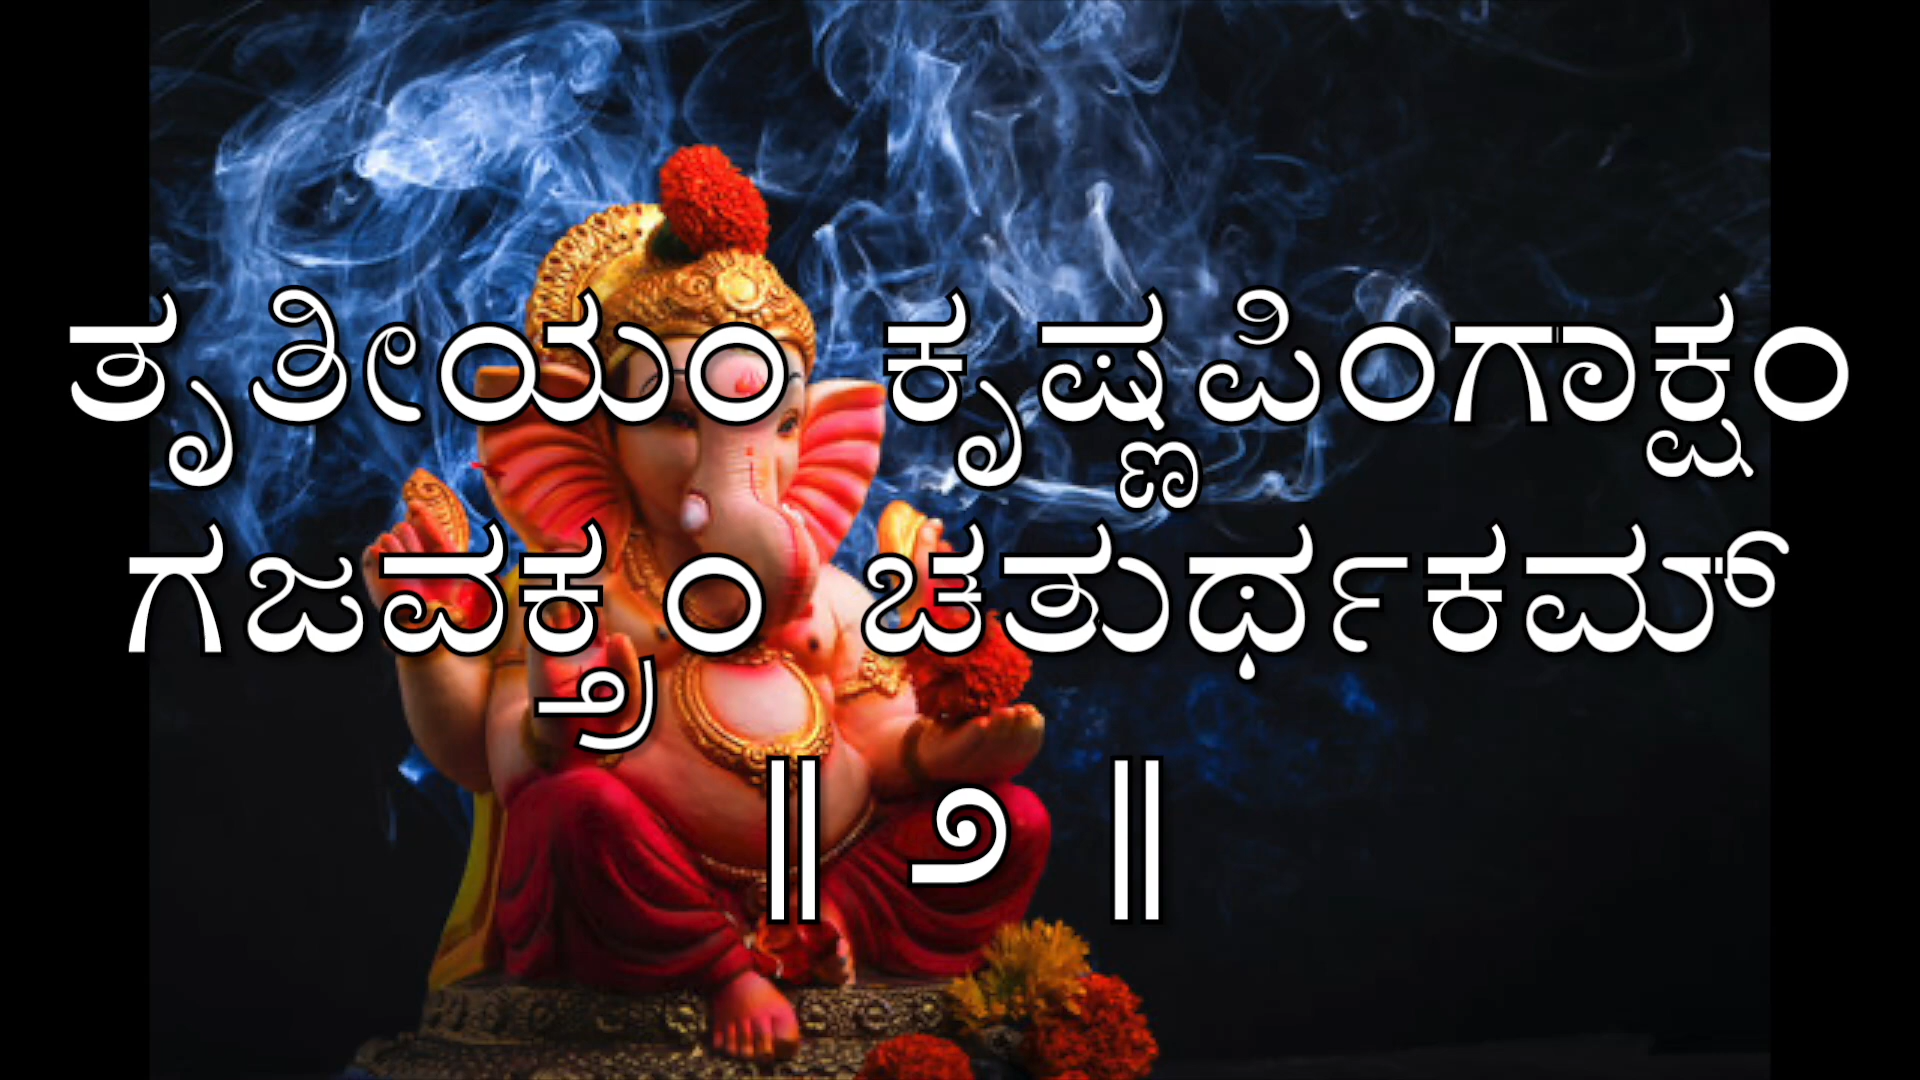 ತೃತೀಯಂ ಕೃಷ್ಣಪಿಂಗಾಕ್ಷಂ
ಗಜವಕ್ತ್ರಂ ಚತುರ್ಥಕಮ್
॥ ೨ ॥